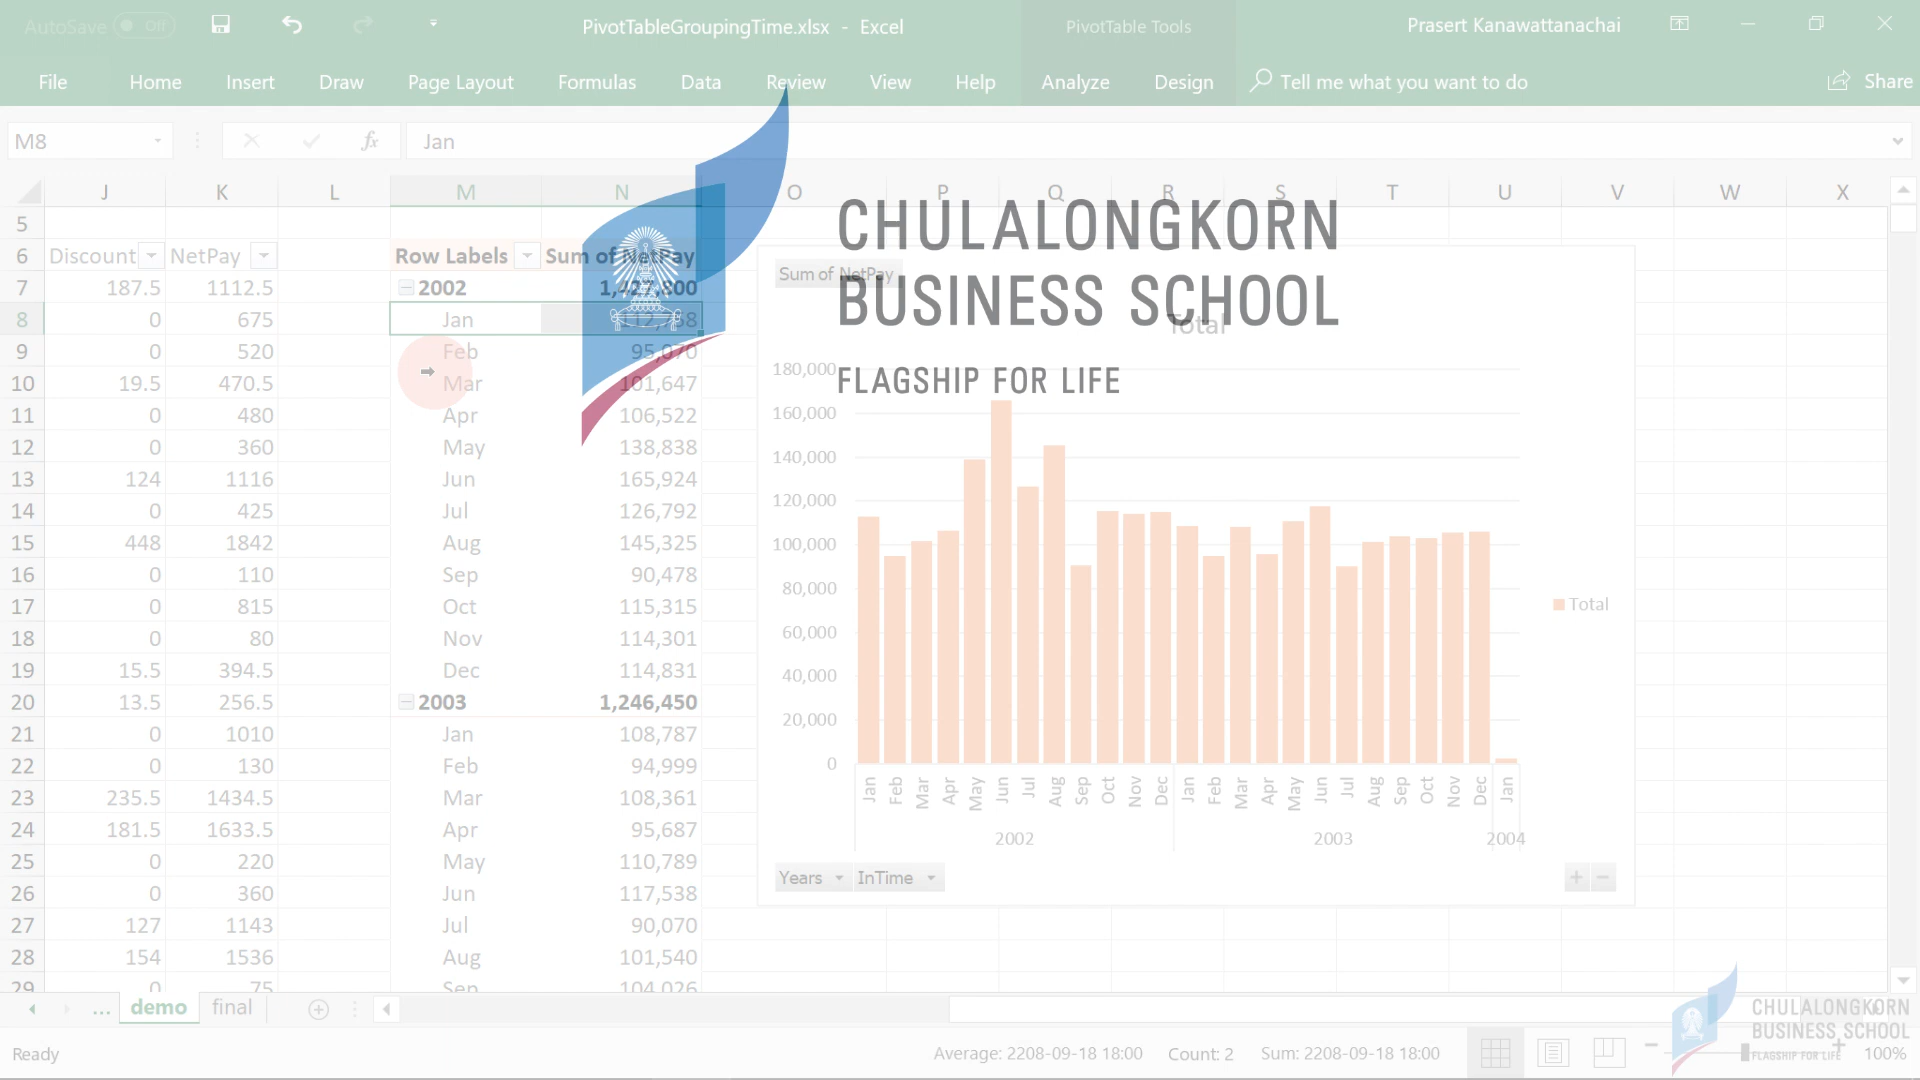 AutoSave Off PivotTableGroupingTime.xlsx - Excel PivotTable Tools Prasert Kanawattanachai
File Home Insert Draw Page Layout Formulas Data Review View Help Analyze Design Tell me what you want to do Share
M8 fx Jan
J K L M N O P Q R S T U V W X
CHULALONGKORN
BUSINESS SCHOOL
FLAGSHIP FOR LIFE
5
6 Discount NetPay Row Labels Sum of NetPay
7 187.5 1112.5 2002
8 0 675 Jan
9 0 520 Feb 95,070
10 19.5 470.5 Mar 101,647
11 0 480 Apr 106,522
12 0 360 May 138,838
13 124 1116 Jun 165,924
14 0 425 Jul 126,792
15 448 1842 Aug 145,325
16 0 110 Sep 90,478
17 0 815 Oct 115,315
18 0 80 Nov 114,301
19 15.5 394.5 Dec 114,831
20 13.5 256.5 2003 1,246,450
21 0 1010 Jan 108,787
22 0 130 Feb 94,999
23 235.5 1434.5 Mar 108,361
24 181.5 1633.5 Apr 95,687
25 0 220 May 110,789
26 0 360 Jun 117,538
27 127 1143 Jul 90,070
28 154 1536 Aug 101,540
29 0 75 Sep 104,026
Sum of NetPay
Total
180,000
160,000
140,000
120,000
100,000
80,000
60,000
40,000
20,000
0
Total
Jan Feb Mar Apr May Jun Jul Aug Sep Oct Nov Dec Jan Feb Mar Apr May Jun Jul Aug Sep Oct Nov Dec Jan
2002 2003 2004
Years InTime
... demo final
Ready Average: 2208-09-18 18:00 Count: 2 Sum: 2208-09-18 18:00 100%
CHULALONGKORN
BUSINESS SCHOOL
FLAGSHIP FOR LIFE